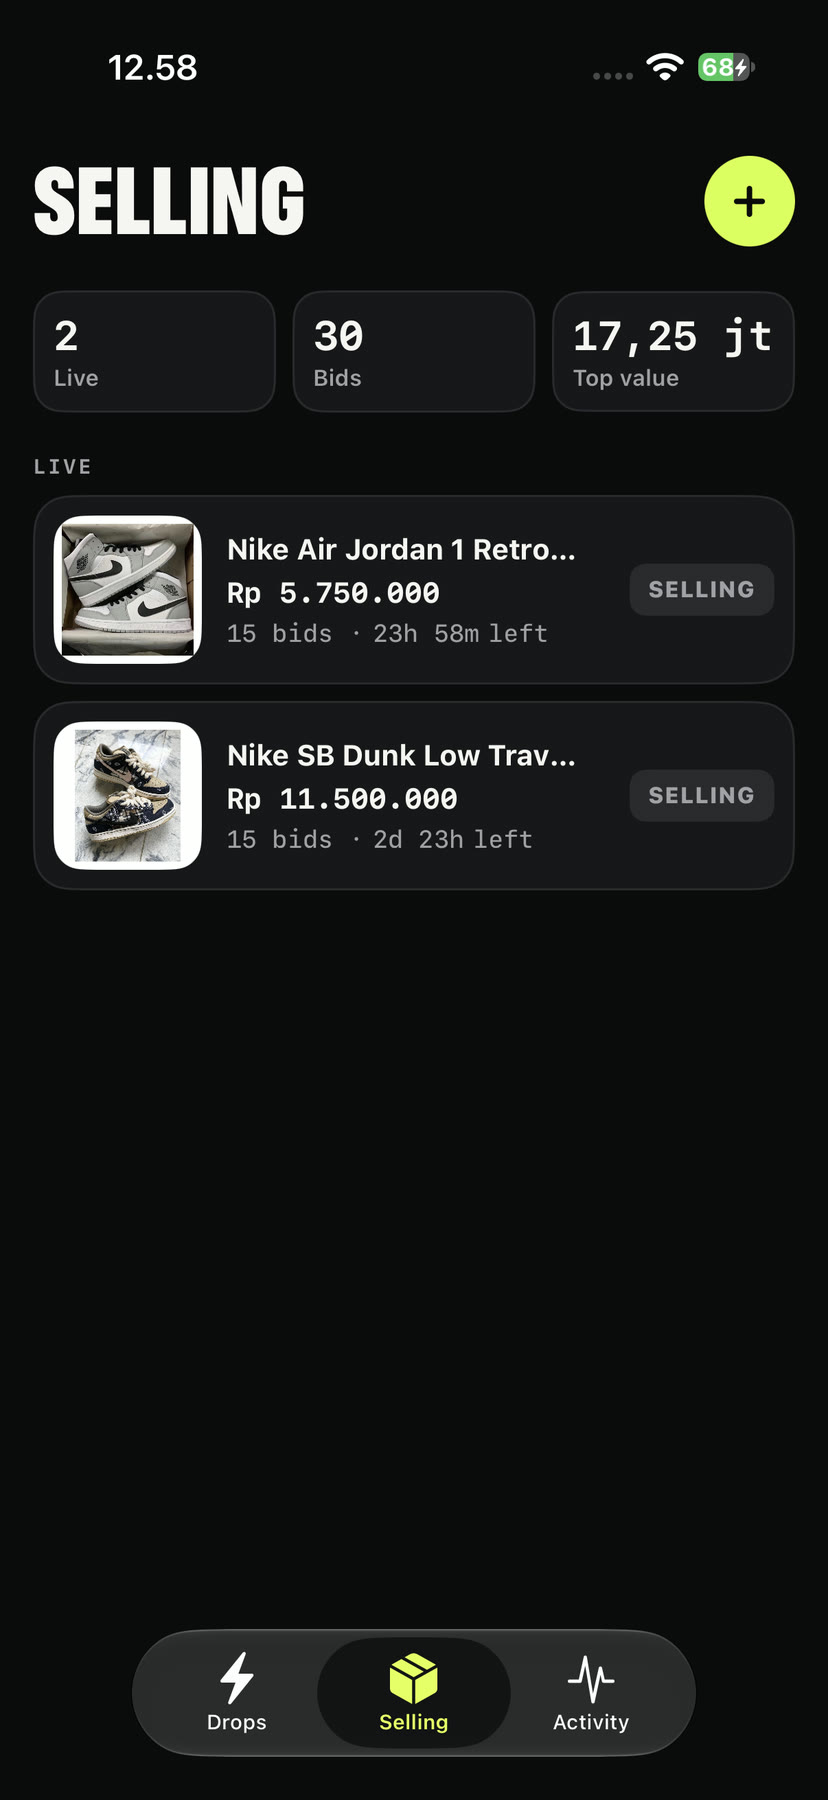 12.58
68
SELLING
2
Live
30
Bids
17,25 jt
Top value
LIVE
Nike Air Jordan 1 Retro...
Rp 5.750.000
15 bids · 23h 58m left
SELLING
Nike SB Dunk Low Trav...
Rp 11.500.000
15 bids · 2d 23h left
SELLING
Drops
Selling
Activity